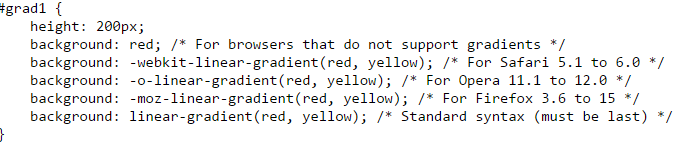 #grad1 {
    height: 200px;
    background: red; /* For browsers that do not support gradients */
    background: -webkit-linear-gradient(red, yellow); /* For Safari 5.1 to 6.0 */
    background: -o-linear-gradient(red, yellow); /* For Opera 11.1 to 12.0 */
    background: -moz-linear-gradient(red, yellow); /* For Firefox 3.6 to 15 */
    background: linear-gradient(red, yellow); /* Standard syntax (must be last) */
}